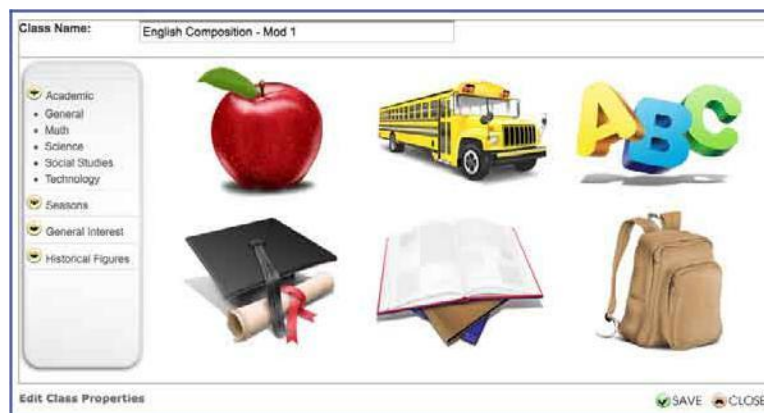 Class Name: English Composition - Mod 1
Academic
• General
• Math
• Science
• Social Studies
• Technology
Seasons
General Interest
Historical Figures
ABC
Edit Class Properties SAVE CLOSE